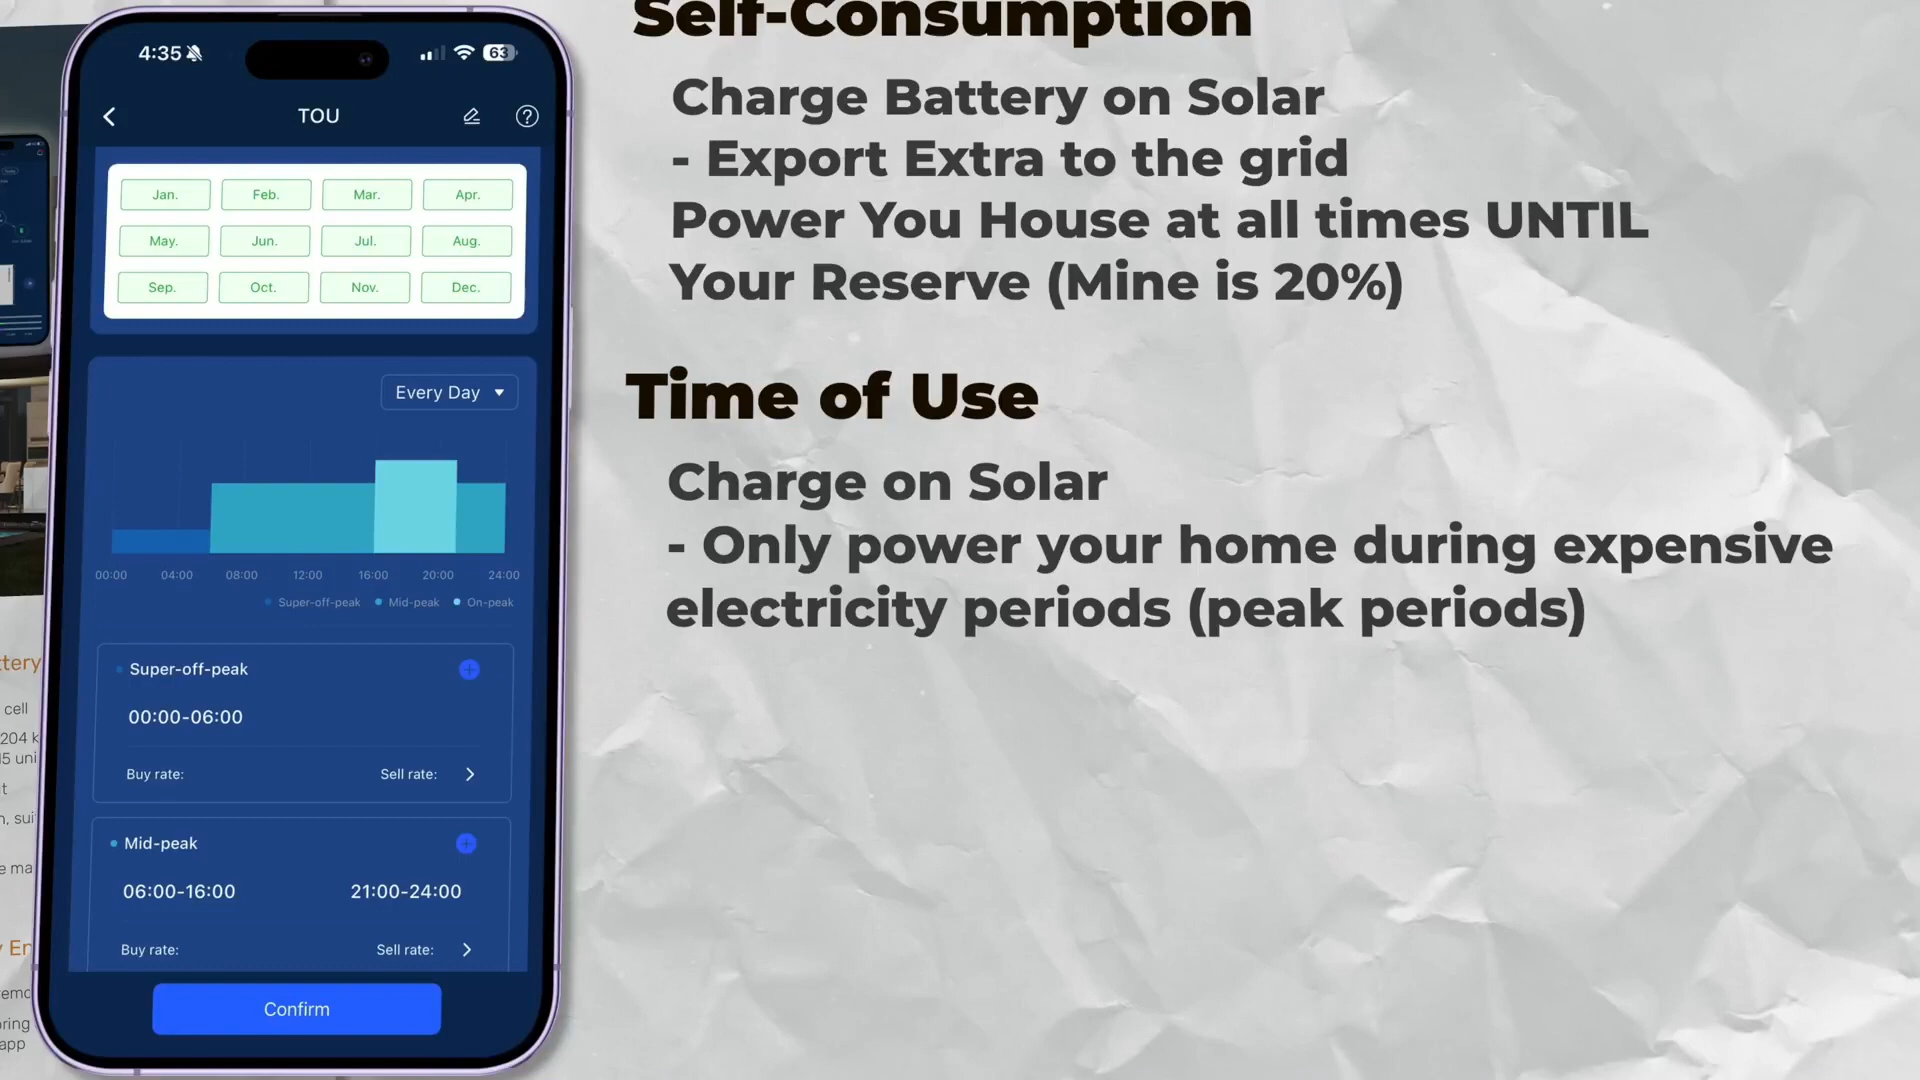 4:35
63
TOU
Jan. Feb. Mar. Apr.
May. Jun. Jul. Aug.
Sep. Oct. Nov. Dec.
Every Day
00:00 04:00 08:00 12:00 16:00 20:00 24:00
Super-off-peak Mid-peak On-peak
Super-off-peak
00:00-06:00
Buy rate: Sell rate:
Mid-peak
06:00-16:00 21:00-24:00
Buy rate: Sell rate:
Confirm
Self-Consumption
Charge Battery on Solar
- Export Extra to the grid
Power You House at all times UNTIL
Your Reserve (Mine is 20%)
Time of Use
Charge on Solar
- Only power your home during expensive
electricity periods (peak periods)
cell
app